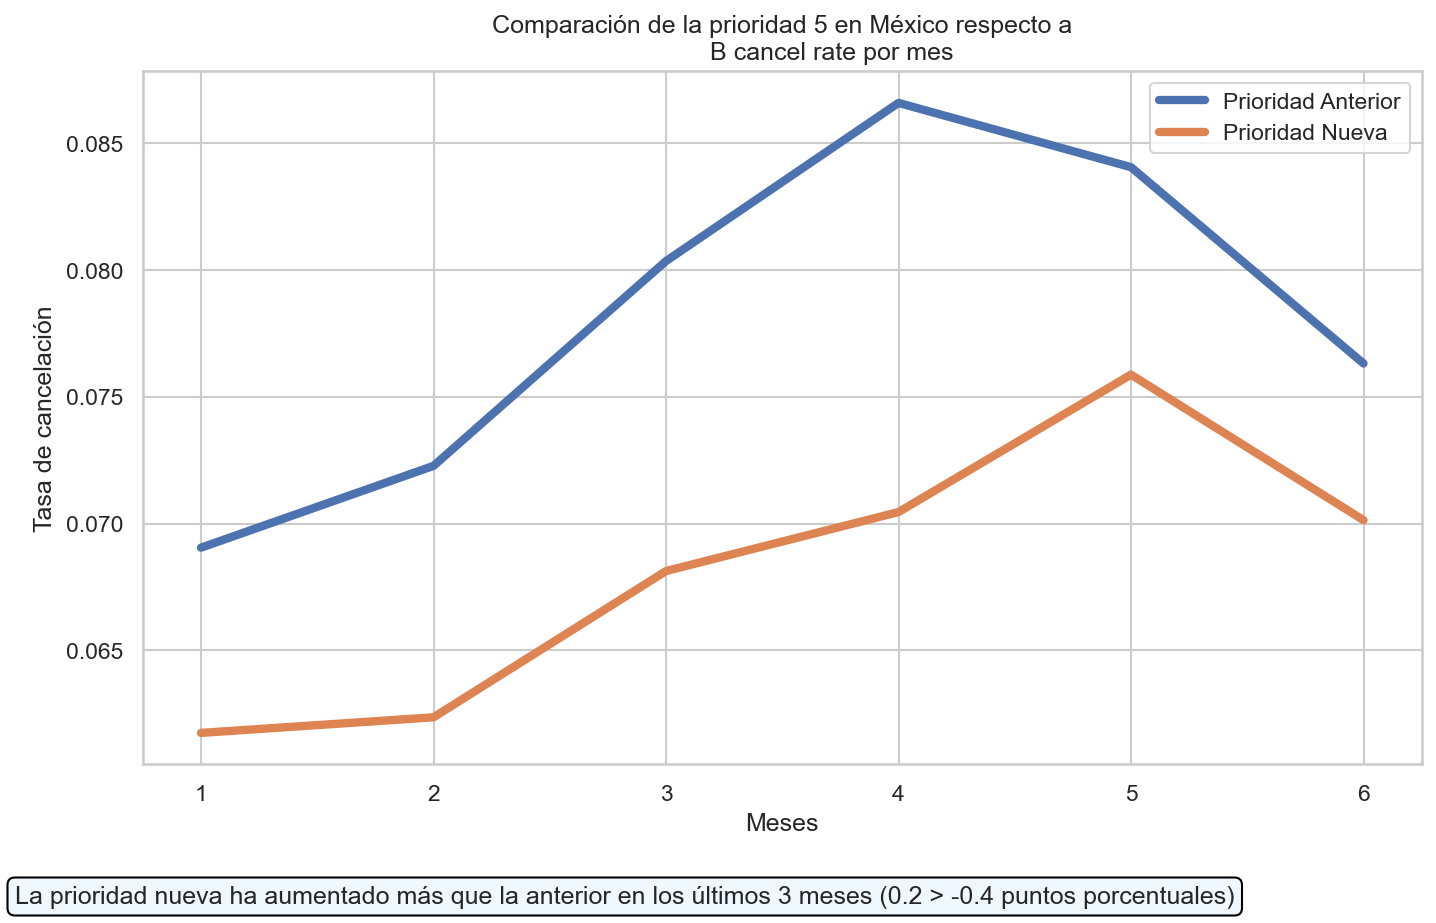 Comparación de la prioridad 5 en México respecto a
B cancel rate por mes
Prioridad Anterior
Prioridad Nueva
Tasa de cancelación
0.085
0.080
0.075
0.070
0.065
1 2 3 4 5 6
Meses
La prioridad nueva ha aumentado más que la anterior en los últimos 3 meses (0.2 > -0.4 puntos porcentuales)